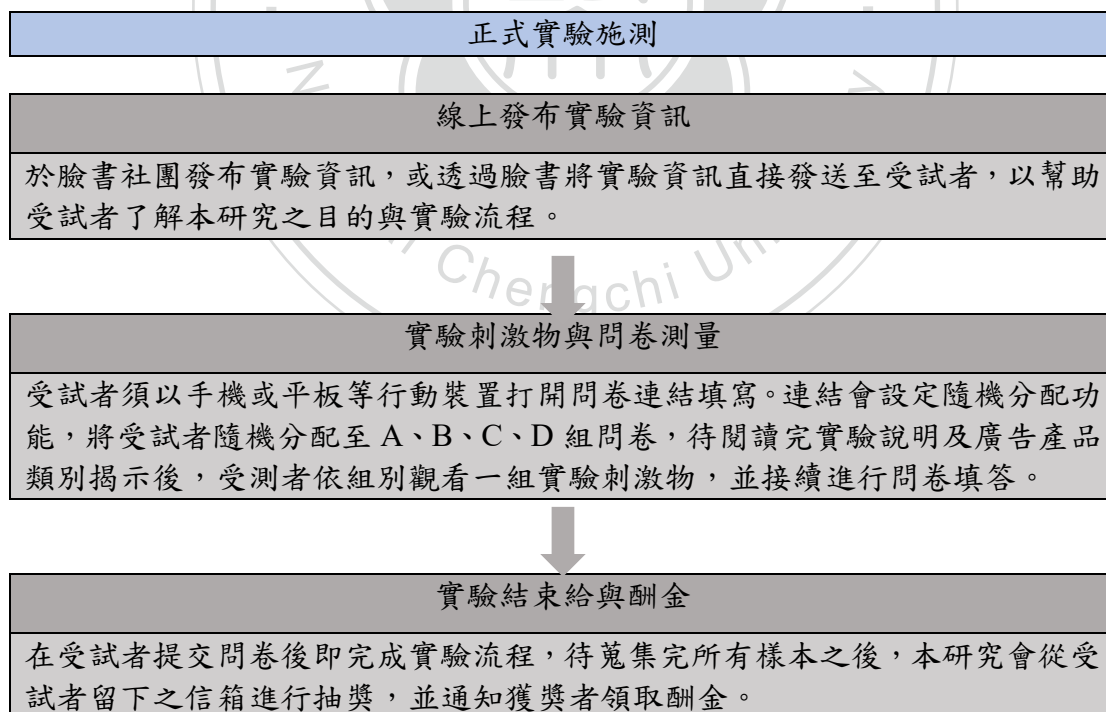 正式實驗施測
線上發布實驗資訊
於臉書社團發布實驗資訊，或透過臉書將實驗資訊直接發送至受試者，以幫助
受試者了解本研究之目的與實驗流程。
Chengchi Uni
實驗刺激物與問卷測量
受試者須以手機或平板等行動裝置打開問卷連結填寫。連結會設定隨機分配功
能，將受試者隨機分配至 A、B、C、D 組問卷，待閱讀完實驗說明及廣告產品
類別揭示後，受測者依組別觀看一組實驗刺激物，並接續進行問卷填答。
實驗結束給與酬金
在受試者提交問卷後即完成實驗流程，待蒐集完所有樣本之後，本研究會從受
試者留下之信箱進行抽獎，並通知獲獎者領取酬金。